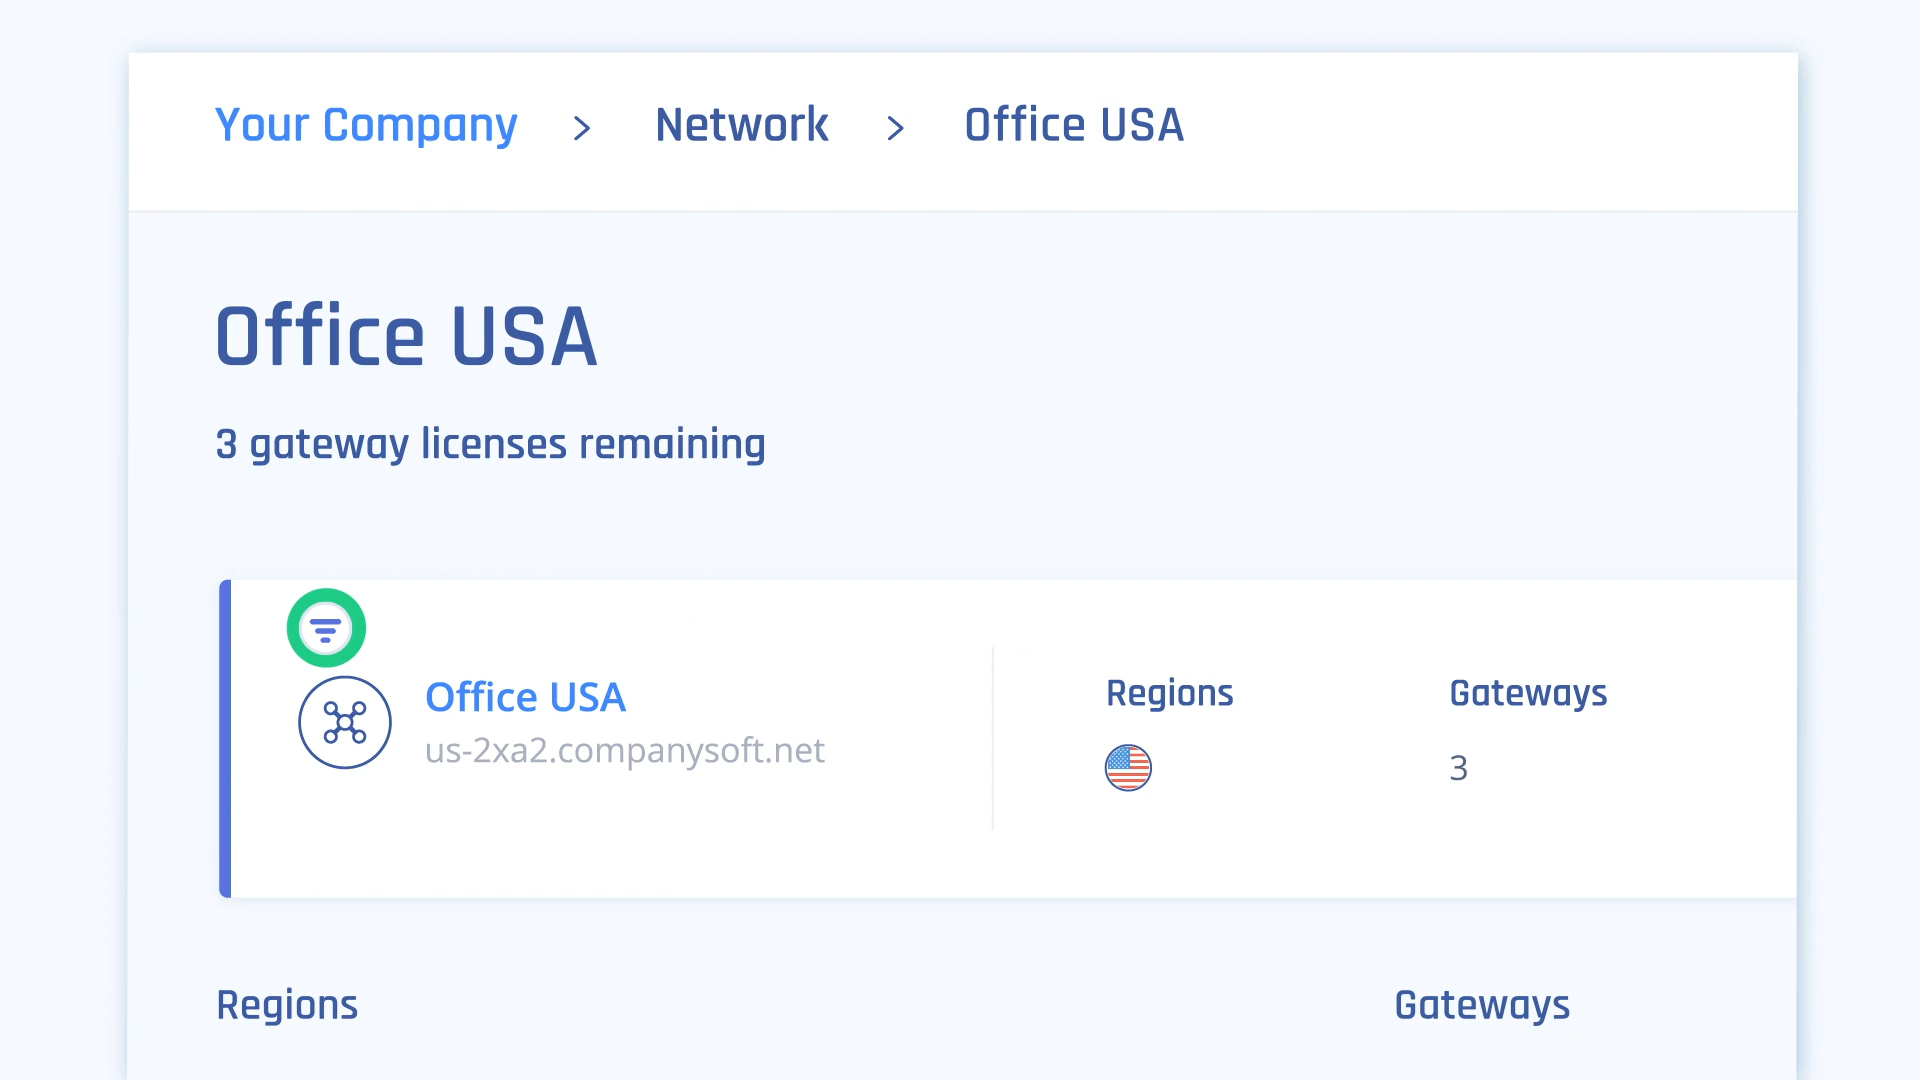 Your Company > Network > Office USA
Office USA
3 gateway licenses remaining
Office USA
us-2xa2.companysoft.net
Regions
Gateways
3
Regions
Gateways